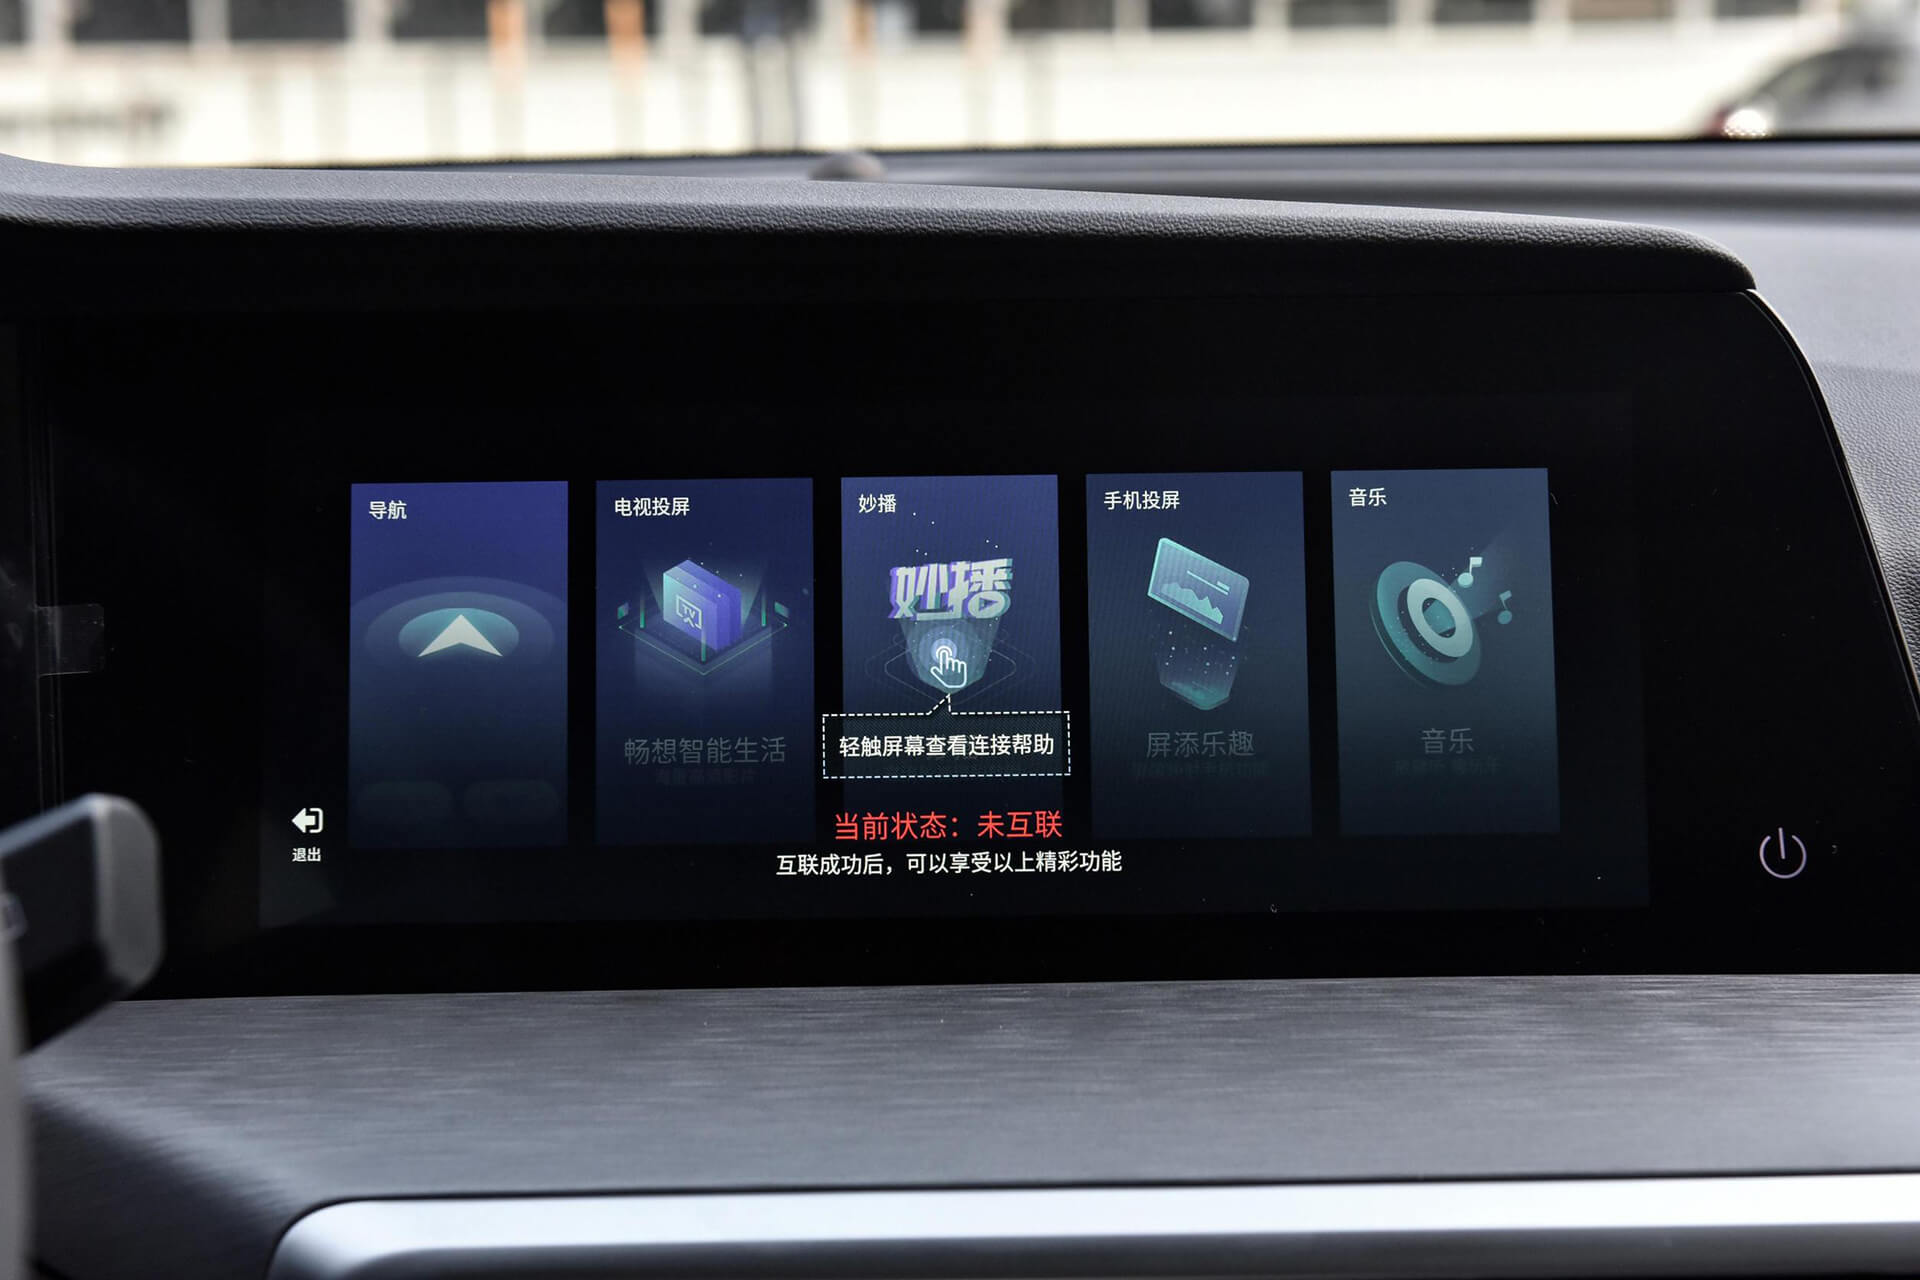 导航
电视投屏
妙播
手机投屏
音乐
TV
妙播
畅想智能生活
轻触屏幕查看连接帮助
屏添乐趣
音乐
当前状态：未互联
互联成功后，可以享受以上精彩功能
退出